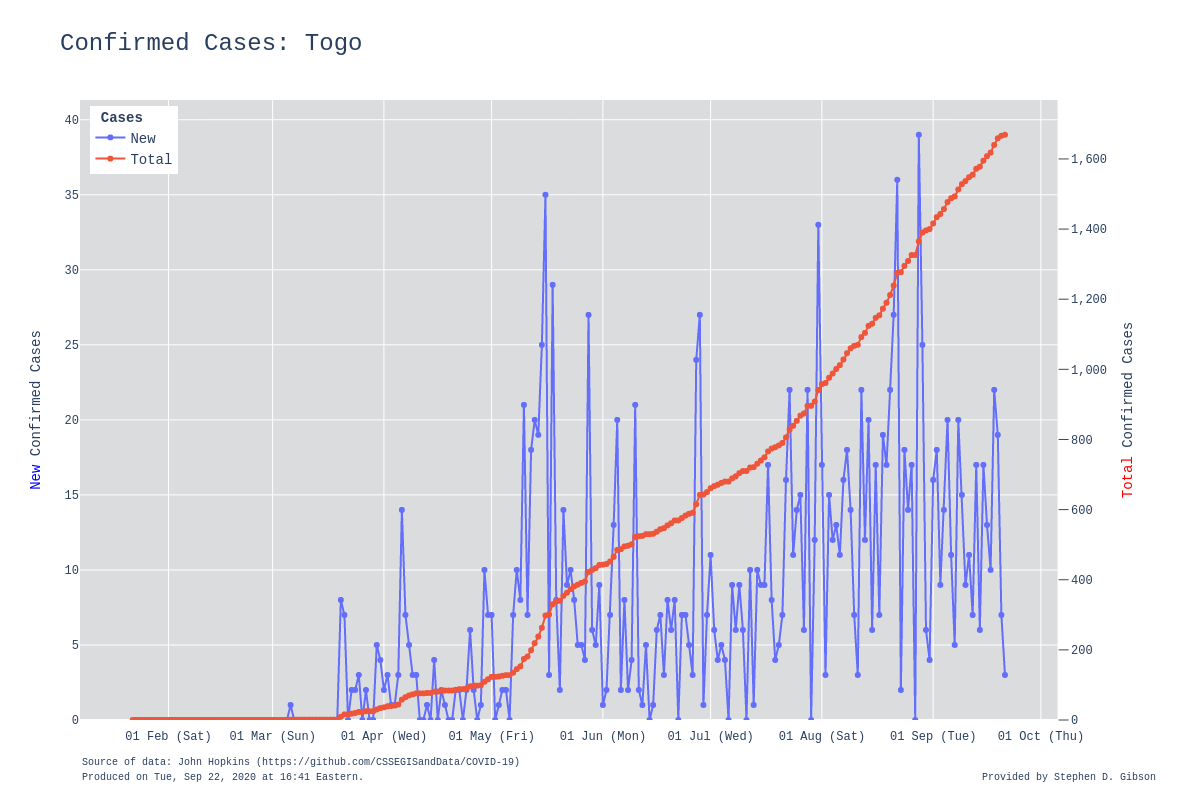 Confirmed Cases: Togo
Cases
New
Total
40
35
30
25
20
15
10
5
0
1,600
1,400
1,200
1,000
800
600
400
200
0
New Confirmed Cases
Total Confirmed Cases
01 Feb (Sat) 01 Mar (Sun) 01 Apr (Wed) 01 May (Fri) 01 Jun (Mon) 01 Jul (Wed) 01 Aug (Sat) 01 Sep (Tue) 01 Oct (Thu)
Source of data: John Hopkins (https://github.com/CSSEGISandData/COVID-19)
Produced on Tue, Sep 22, 2020 at 16:41 Eastern.
Provided by Stephen D. Gibson